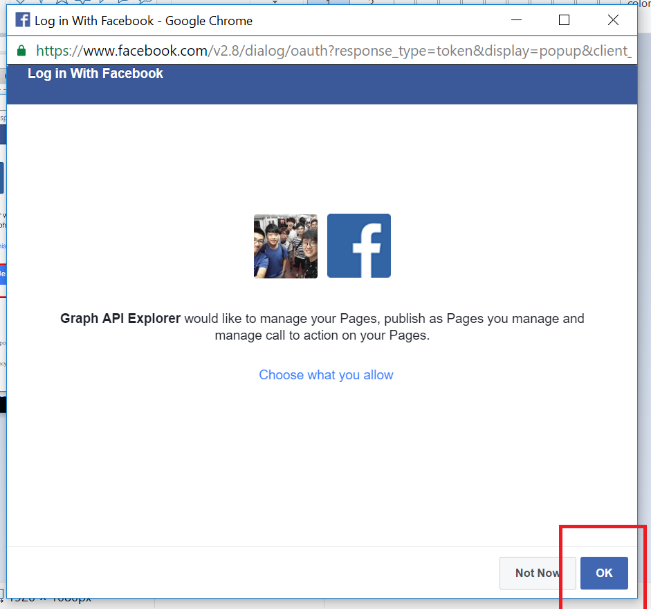 Log In With Facebook - Google Chrome
https://www.facebook.com/v2.8/dialog/oauth?response_type=token&display=popup&client_
Log in With Facebook
Graph API Explorer would like to manage your Pages, publish as Pages you manage and
manage call to action on your Pages.
Choose what you allow
Not Now
OK